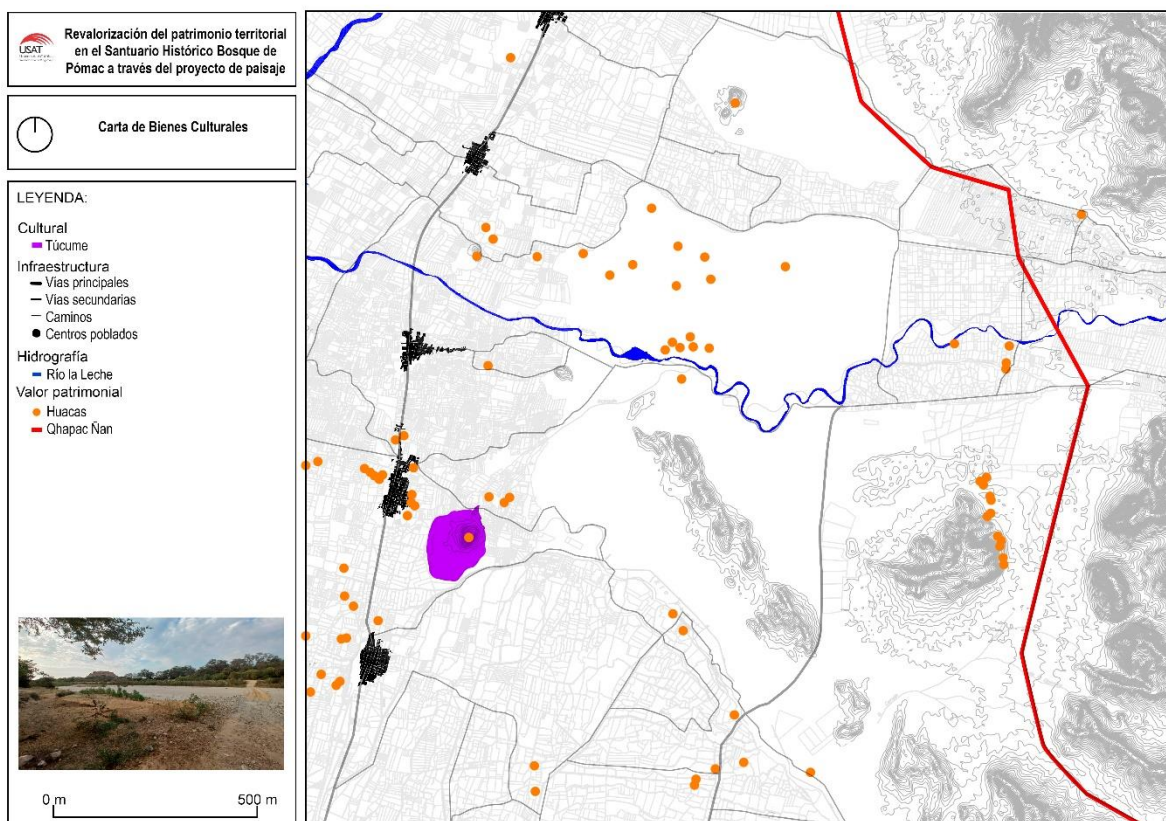 USAT
Revalorización del patrimonio territorial
en el Santuario Histórico Bosque de
Pómac a través del proyecto de paisaje
Carta de Bienes Culturales
LEYENDA:
Cultural
Túcume
Infraestructura
Vías principales
Vías secundarias
Caminos
Centros poblados
Hidrografía
Río la Leche
Valor patrimonial
Huacas
Qhapac Ñan
0 m
500 m